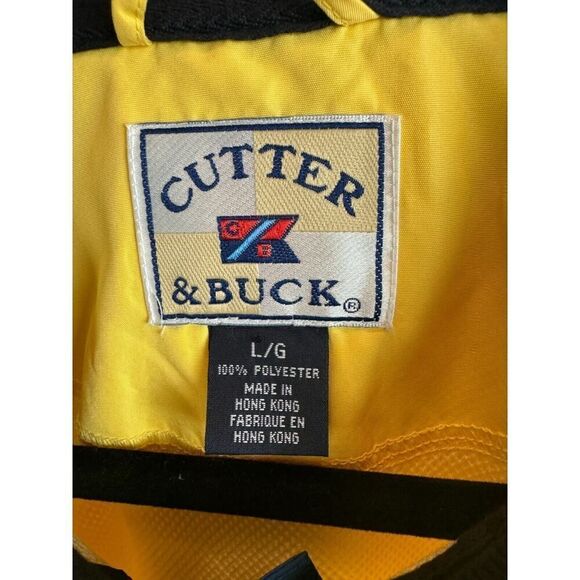 CUTTER
C B
& BUCK®
L/G
100% POLYESTER
MADE IN
HONG KONG
FABRIQUE EN
HONG KONG